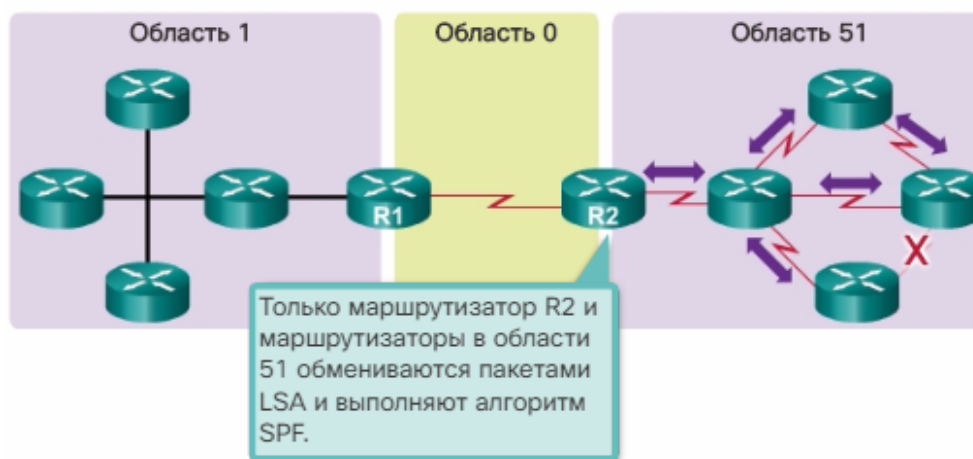 Область 1
Область 0
Область 51
R1
R2
X
Только маршрутизатор R2 и
маршрутизаторы в области
51 обмениваются пакетами
LSA и выполняют алгоритм
SPF.